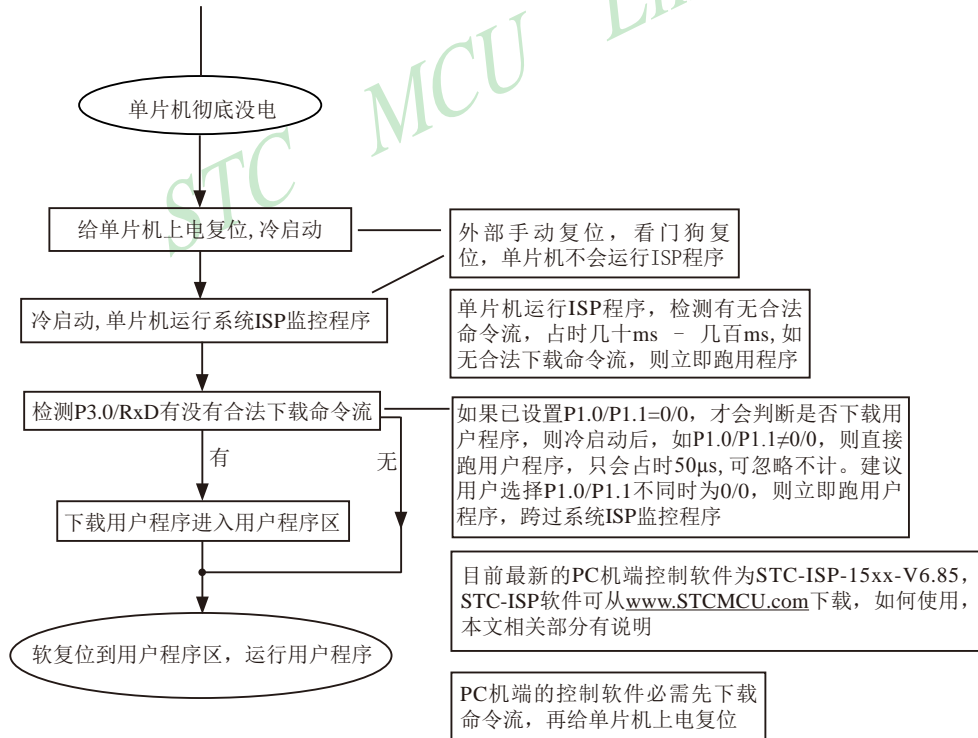 STC MCU Lim
单片机彻底没电
给单片机上电复位,冷启动
外部手动复位，看门狗复
位，单片机不会运行ISP程序
冷启动,单片机运行系统ISP监控程序
单片机运行ISP程序，检测有无合法
命令流，占时几十ms - 几百ms,如
无合法下载命令流，则立即跑用程序
检测P3.0/RxD有没有合法下载命令流
如果已设置P1.0/P1.1=0/0，才会判断是否下载用
户程序，则冷启动后，如P1.0/P1.1≠0/0，则直接
跑用户程序，只会占时50μs,可忽略不计。建议
用户选择P1.0/P1.1不同时为0/0，则立即跑用户
程序，跨过系统ISP监控程序
有
无
下载用户程序进入用户程序区
目前最新的PC机端控制软件为STC-ISP-15xx-V6.85，
STC-ISP软件可从www.STCMCU.com下载，如何使用，
本文相关部分有说明
软复位到用户程序区，运行用户程序
PC机端的控制软件必需先下载
命令流，再给单片机上电复位